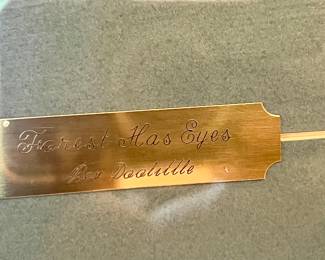 Forest Has Eyes
Bev Doolittle